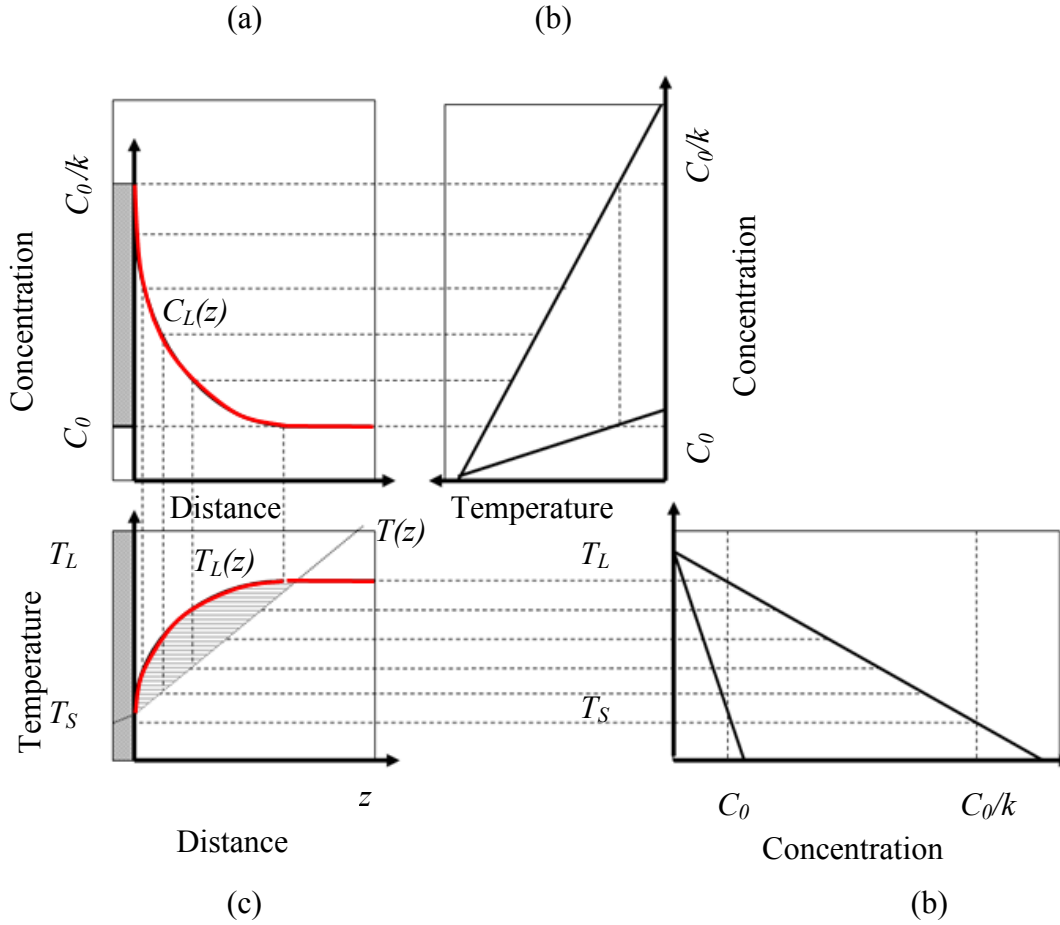 (a)
(b)
Concentration
C0/k
C0
CL(z)
Distance
Temperature
C0/k
C0
Concentration
Temperature
TL
TS
TL(z)
T(z)
z
Distance
TL
TS
C0
C0/k
Concentration
(c)
(b)